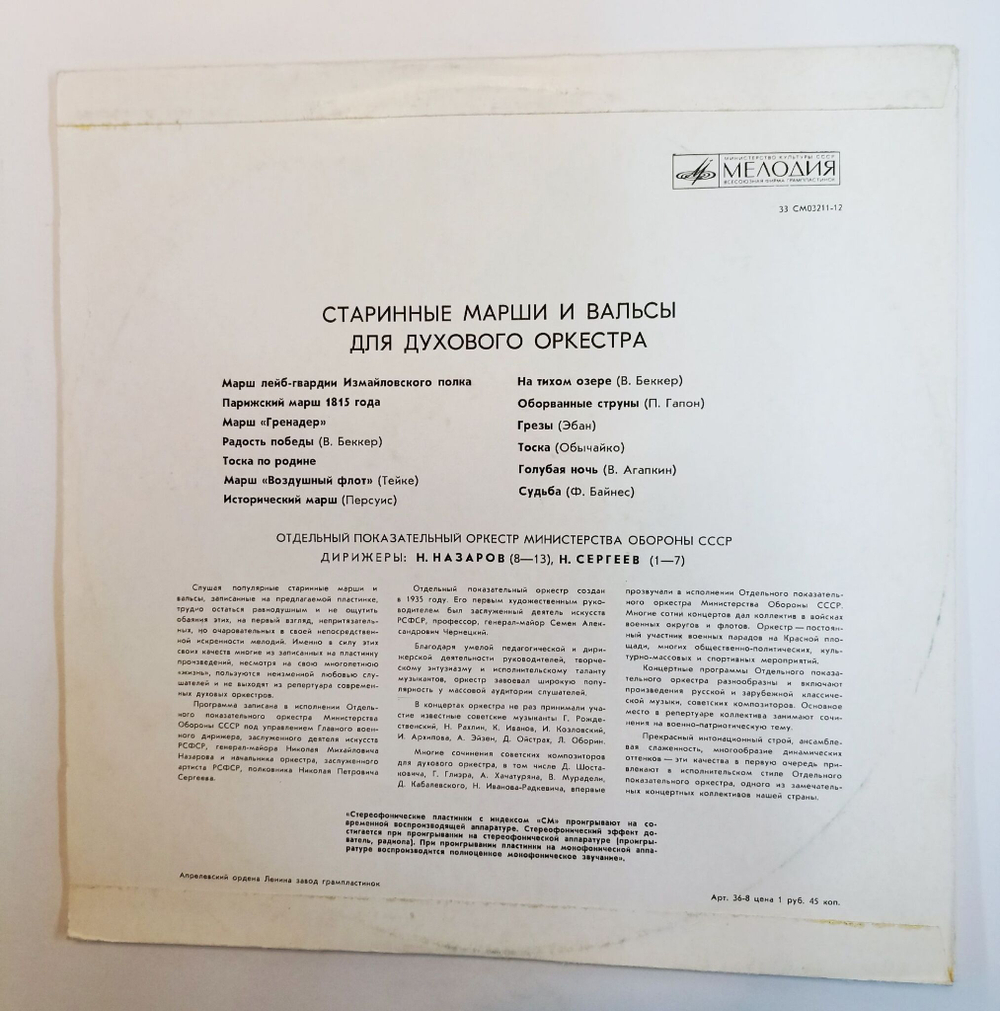 МИНИСТЕРСТВО КУЛЬТУРЫ СССР
МЕЛОДИЯ
ВСЕСОЮЗНАЯ ФИРМА ГРАМПЛАСТИНОК
33 СМ03211-12
СТАРИННЫЕ МАРШИ И ВАЛЬСЫ
ДЛЯ ДУХОВОГО ОРКЕСТРА
Марш лейб-гвардии Измайловского полка
Парижский марш 1815 года
Марш «Гренадер»
Радость победы (В. Беккер)
Тоска по родине
Марш «Воздушный флот» (Тейке)
Исторический марш (Персуис)
На тихом озере (В. Беккер)
Оборванные струны (П. Гапон)
Грезы (Эбан)
Тоска (Обычайко)
Голубая ночь (В. Агапкин)
Судьба (Ф. Байнес)
ОТДЕЛЬНЫЙ ПОКАЗАТЕЛЬНЫЙ ОРКЕСТР МИНИСТЕРСТВА ОБОРОНЫ СССР
ДИРИЖЕРЫ: Н. НАЗАРОВ (8—13), Н. СЕРГЕЕВ (1—7)
Слушая популярные старинные марши и
вальсы, записанные на предлагаемой пластинке,
трудно остаться равнодушным и не ощутить
обаяния этих, на первый взгляд, непритязатель-
ных, но очаровательных в своей непосредствен-
ной искренности мелодий. Именно в силу этих
своих качеств многие из записанных на пластинку
произведений, несмотря на свою многолетнюю
«жизнь», пользуются неизменной любовью слу-
шателей и не выходят из репертуара современ-
ных духовых оркестров.
Программа записана в исполнении Отдель-
ного показательного оркестра Министерства
Обороны СССР под управлением Главного воен-
ного дирижера, заслуженного деятеля искусств
РСФСР, генерал-майора Николая Михайловича
Назарова и начальника оркестра, заслуженного
артиста РСФСР, полковника Николая Петровича
Сергеева.
Отдельный показательный оркестр создан
в 1935 году. Его первым художественным руко-
водителем был заслуженный деятель искусств
РСФСР, профессор, генерал-майор Семен Алек-
сандрович Чернецкий.
Благодаря умелой педагогической и дири-
жерской деятельности руководителей, творче-
скому энтузиазму и исполнительскому таланту
музыкантов, оркестр завоевал широкую попу-
лярность у массовой аудитории слушателей.
В концертах оркестра не раз принимали уча-
стие известные советские музыканты Г. Рожде-
ственский, Н. Рахлин, К. Иванов, И. Козловский,
И. Архипова, А. Эйзен, Д. Ойстрах, Л. Оборин.
Многие сочинения советских композиторов
для духового оркестра, в том числе Д. Шоста-
ковича, Г. Глиэра, А. Хачатуряна, В. Мурадели,
Д. Кабалевского, Н. Иванова-Радкевича, впервые
прозвучали в исполнении Отдельного показатель-
ного оркестра Министерства Обороны СССР.
Многие сотни концертов дал коллектив в войсках
военных округов и флотов. Оркестр — постоян-
ный участник военных парадов на Красной пло-
щади, многих общественно-политических, куль-
турно-массовых и спортивных мероприятий.
Концертные программы Отдельного показа-
тельного оркестра разнообразны и включают
произведения русской и зарубежной классиче-
ской музыки, советских композиторов. Основное
место в репертуаре коллектива занимают сочи-
нения на военно-патриотическую тему.
Прекрасный интонационный строй, ансамбле-
вая слаженность, многообразие динамических
оттенков — эти качества в первую очередь при-
влекают в исполнительском стиле Отдельного
показательного оркестра, одного из замечатель-
ных концертных коллективов нашей страны.
«Стереофонические пластинки с индексом «СМ» проигрывают на со-
временной воспроизводящей аппаратуре. Стереофонический эффект до-
стигается при проигрывании на стереофонической аппаратуре (проигры-
ватель, радиола). При проигрывании пластинки на монофонической аппа-
ратуре воспроизводится полноценное монофоническое звучание».
Апрелевский ордена Ленина завод грампластинок
Арт. 36-8 цена 1 руб. 45 коп.